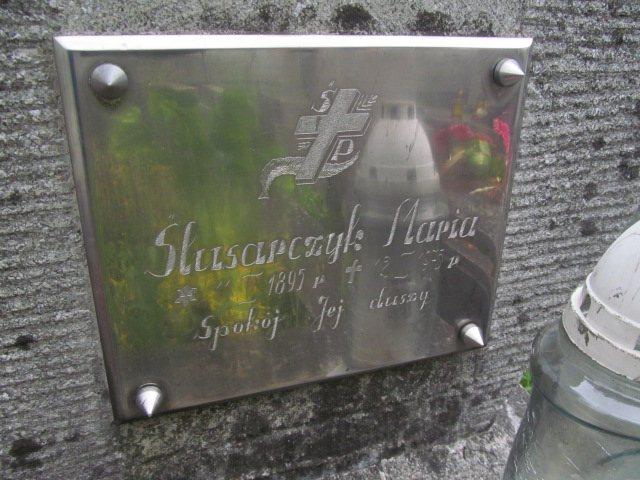 Ś P
Ślusarczyk Maria
* 1895 r + r
Spokój Jej duszy